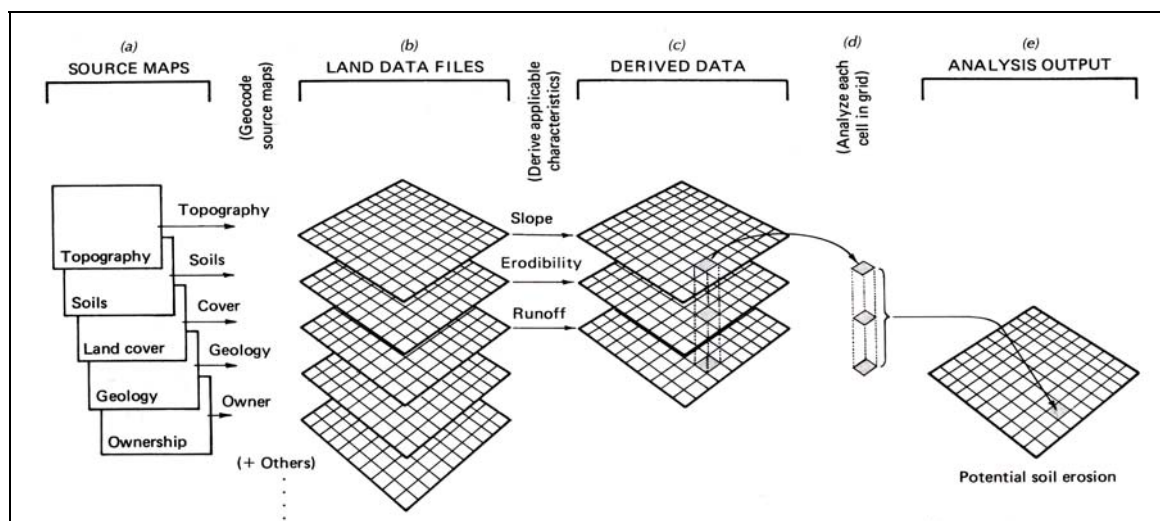 (a)
SOURCE MAPS
(Geocode
source maps)
(b)
LAND DATA FILES
(Derive applicable
characteristics)
(c)
DERIVED DATA
(d)
(Analyze each
cell in grid)
(e)
ANALYSIS OUTPUT
Topography
Topography
Soils
Soils
Cover
Land cover
Geology
Geology
Owner
Ownership
(+ Others)
Slope
Erodibility
Runoff
Potential soil erosion